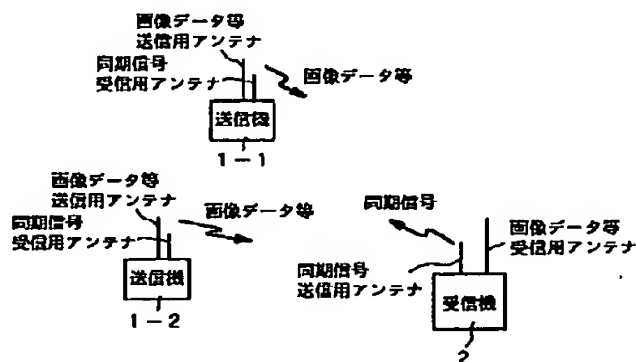 画像データ等
送信用アンテナ
同期信号
受信用アンテナ
画像データ等
送信機
1-1
画像データ等
送信用アンテナ
同期信号
受信用アンテナ
画像データ等
送信機
1-2
同期信号
画像データ等
受信用アンテナ
同期信号
送信用アンテナ
受信機
2